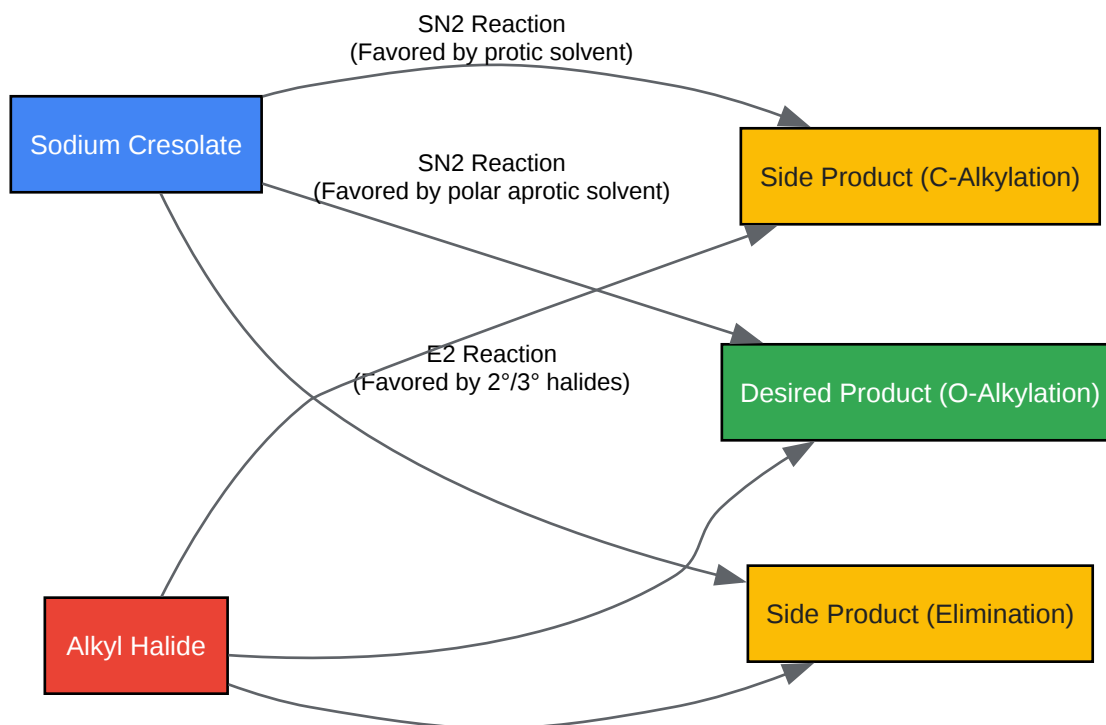 SN2 Reaction
(Favored by protic solvent)
Sodium Cresolate
SN2 Reaction
(Favored by polar aprotic solvent)
Side Product (C-Alkylation)
E2 Reaction
(Favored by 2°/3° halides)
Desired Product (O-Alkylation)
Alkyl Halide
Side Product (Elimination)